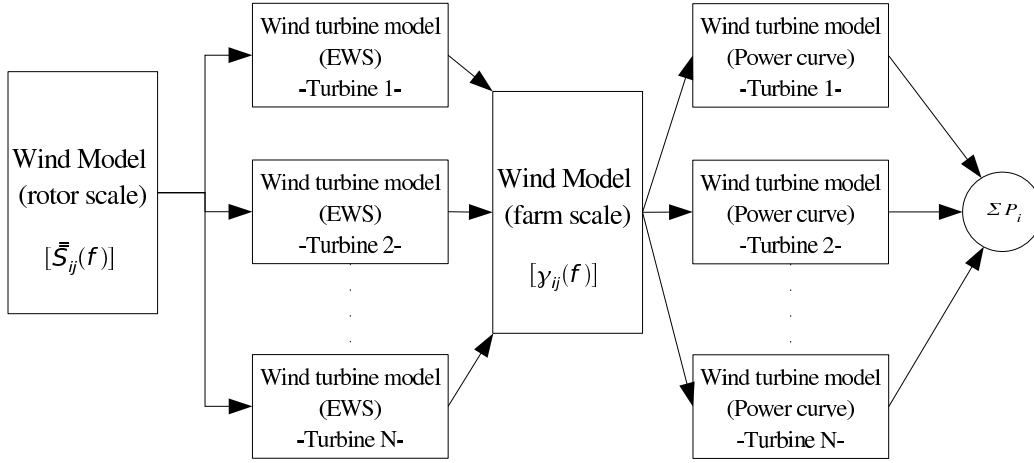 Wind Model
(rotor scale)
[S̿ᵢⱼ(f)]
Wind turbine model
(EWS)
-Turbine 1-
Wind turbine model
(EWS)
-Turbine 2-
Wind turbine model
(EWS)
-Turbine N-
Wind Model
(farm scale)
[γᵢⱼ(f)]
Wind turbine model
(Power curve)
-Turbine 1-
Wind turbine model
(Power curve)
-Turbine 2-
Wind turbine model
(Power curve)
-Turbine N-
ΣPᵢ